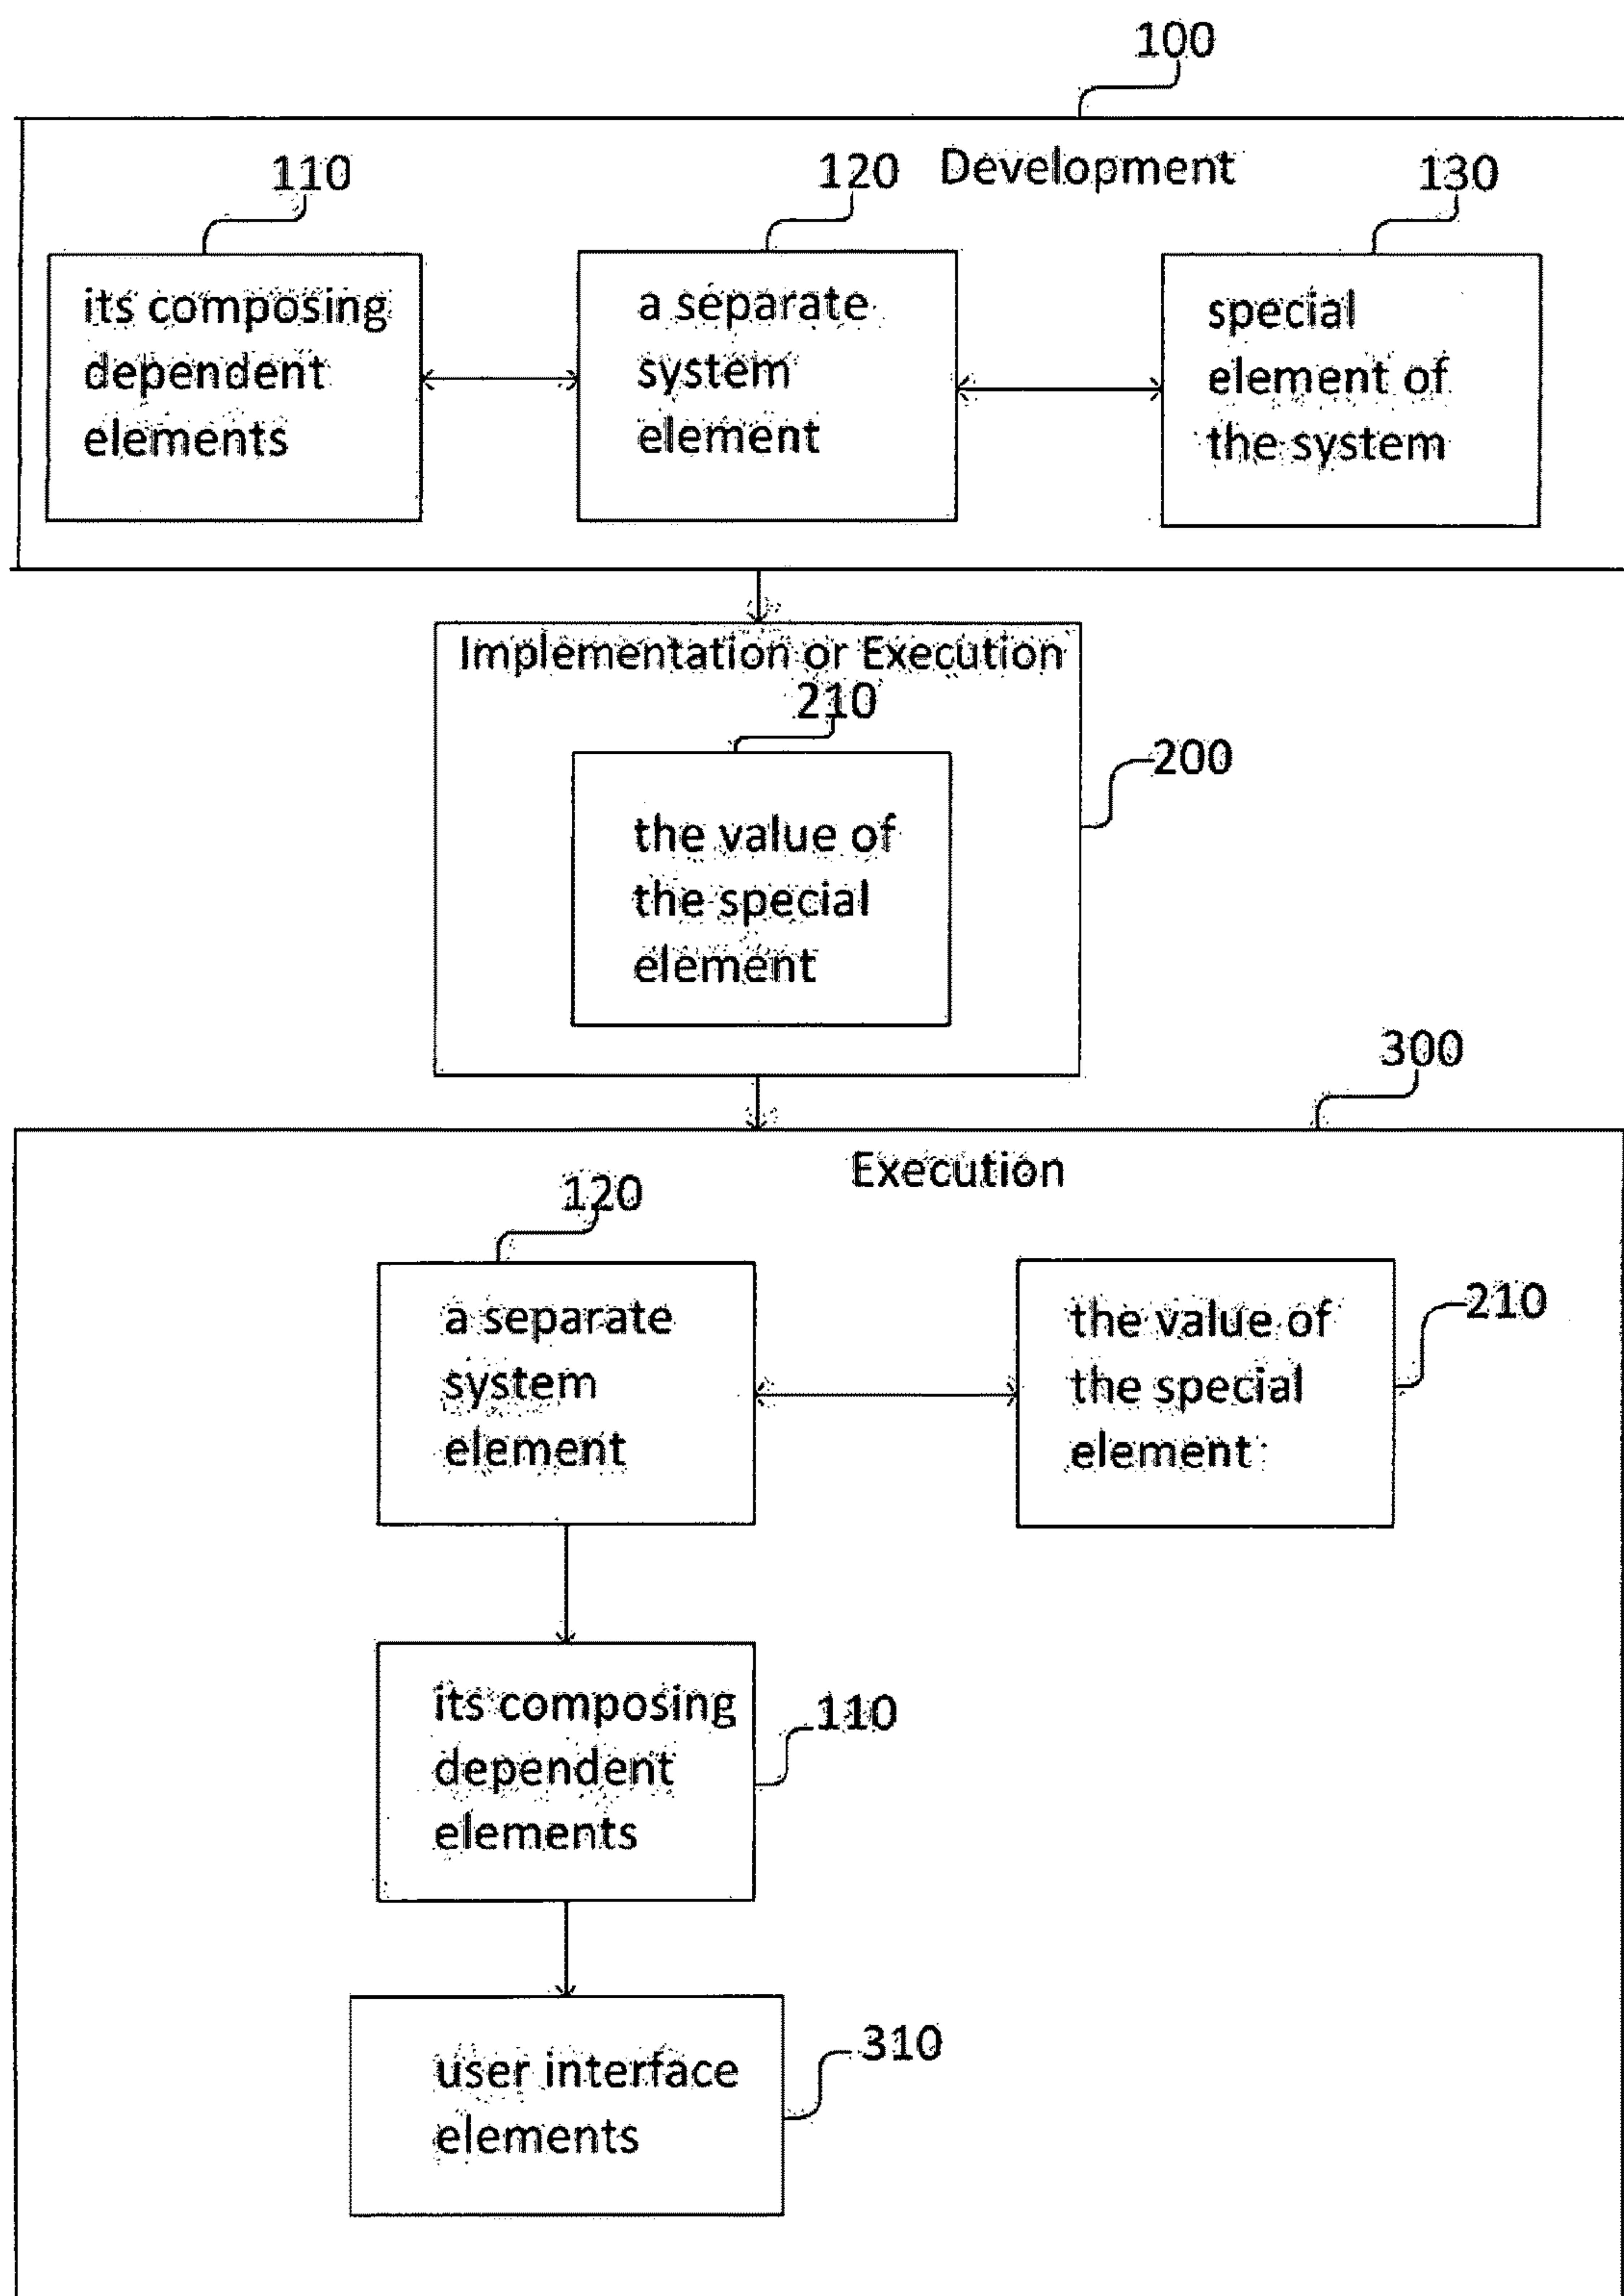 100
Development
110
120
130
its composing
dependent
elements
a separate
system
element
special
element of
the system
Implementation or Execution
210
200
the value of
the special
element
300
Execution
120
a separate
system
element
the value of
the special
element
210
its composing
dependent
elements
110
user interface
elements
310